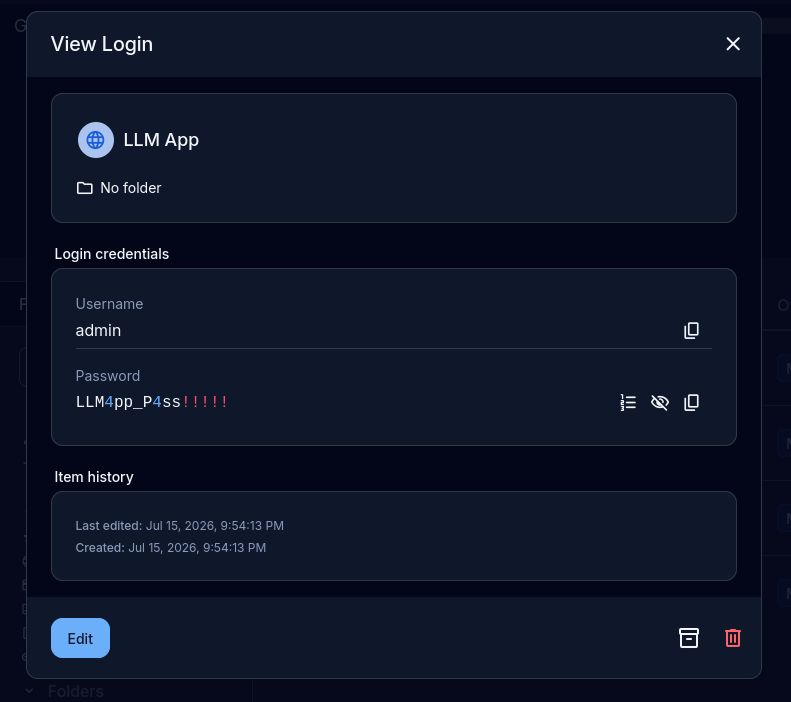 View Login
LLM App
No folder
Login credentials
Username
admin
Password
LLM4pp_P4ss!!!!!
Item history
Last edited: Jul 15, 2026, 9:54:13 PM
Created: Jul 15, 2026, 9:54:13 PM
Edit
Folders